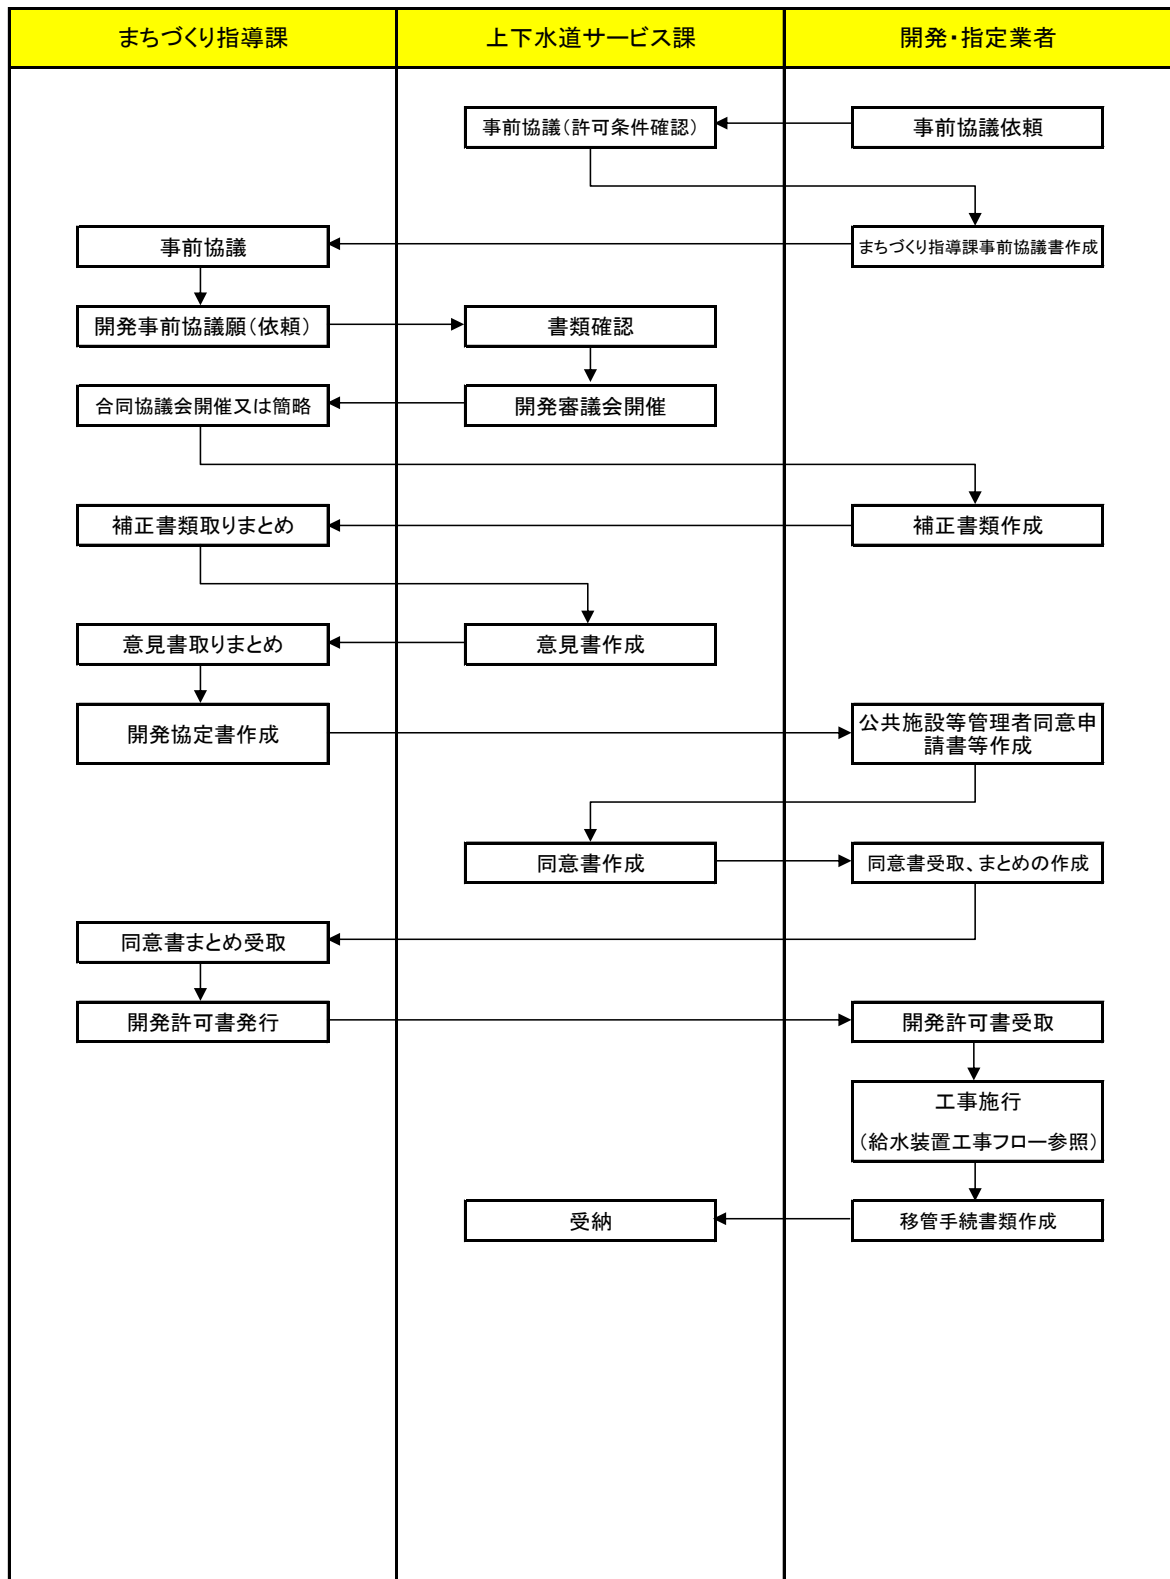 まちづくり指導課
上下水道サービス課
開発・指定業者
事前協議(許可条件確認)
事前協議依頼
事前協議
まちづくり指導課事前協議書作成
開発事前協議願(依頼)
書類確認
合同協議会開催又は簡略
開発審議会開催
補正書類取りまとめ
補正書類作成
意見書取りまとめ
意見書作成
開発協定書作成
公共施設等管理者同意申
請書等作成
同意書作成
同意書受取、まとめの作成
同意書まとめ受取
開発許可書発行
開発許可書受取
工事施行
(給水装置工事フロー参照)
受納
移管手続書類作成